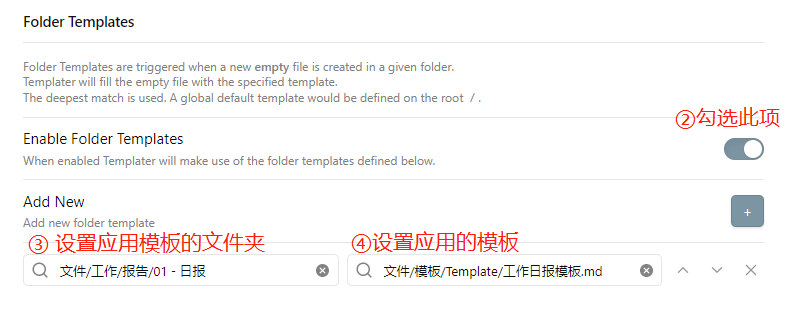 Folder Templates
Folder Templates are triggered when a new empty file is created in a given folder.
Templater will fill the empty file with the specified template.
The deepest match is used. A global default template would be defined on the root / .
②勾选此项
Enable Folder Templates
When enabled Templater will make use of the folder templates defined below.
Add New
+
Add new folder template
③ 设置应用模板的文件夹
④设置应用的模板
文件/工作/报告/01 - 日报
文件/模板/Template/工作日报模板.md